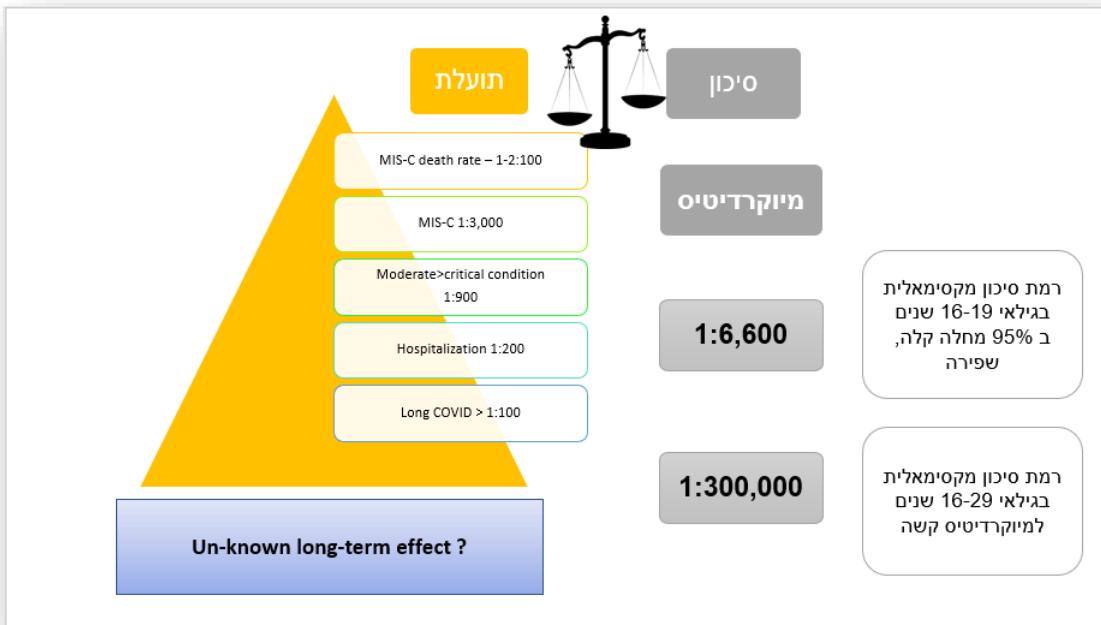 תועלת
סיכון
MIS-C death rate – 1-2:100
MIS-C 1:3,000
Moderate>critical condition
1:900
Hospitalization 1:200
Long COVID > 1:100
Un-known long-term effect ?
מיוקרדיטיס
1:6,600
רמת סיכון מקסימאלית
בגילאי 16-19 שנים
ב 95% מחלה קלה,
שפירה
1:300,000
רמת סיכון מקסימאלית
בגילאי 16-29 שנים
למיוקרדיטיס קשה